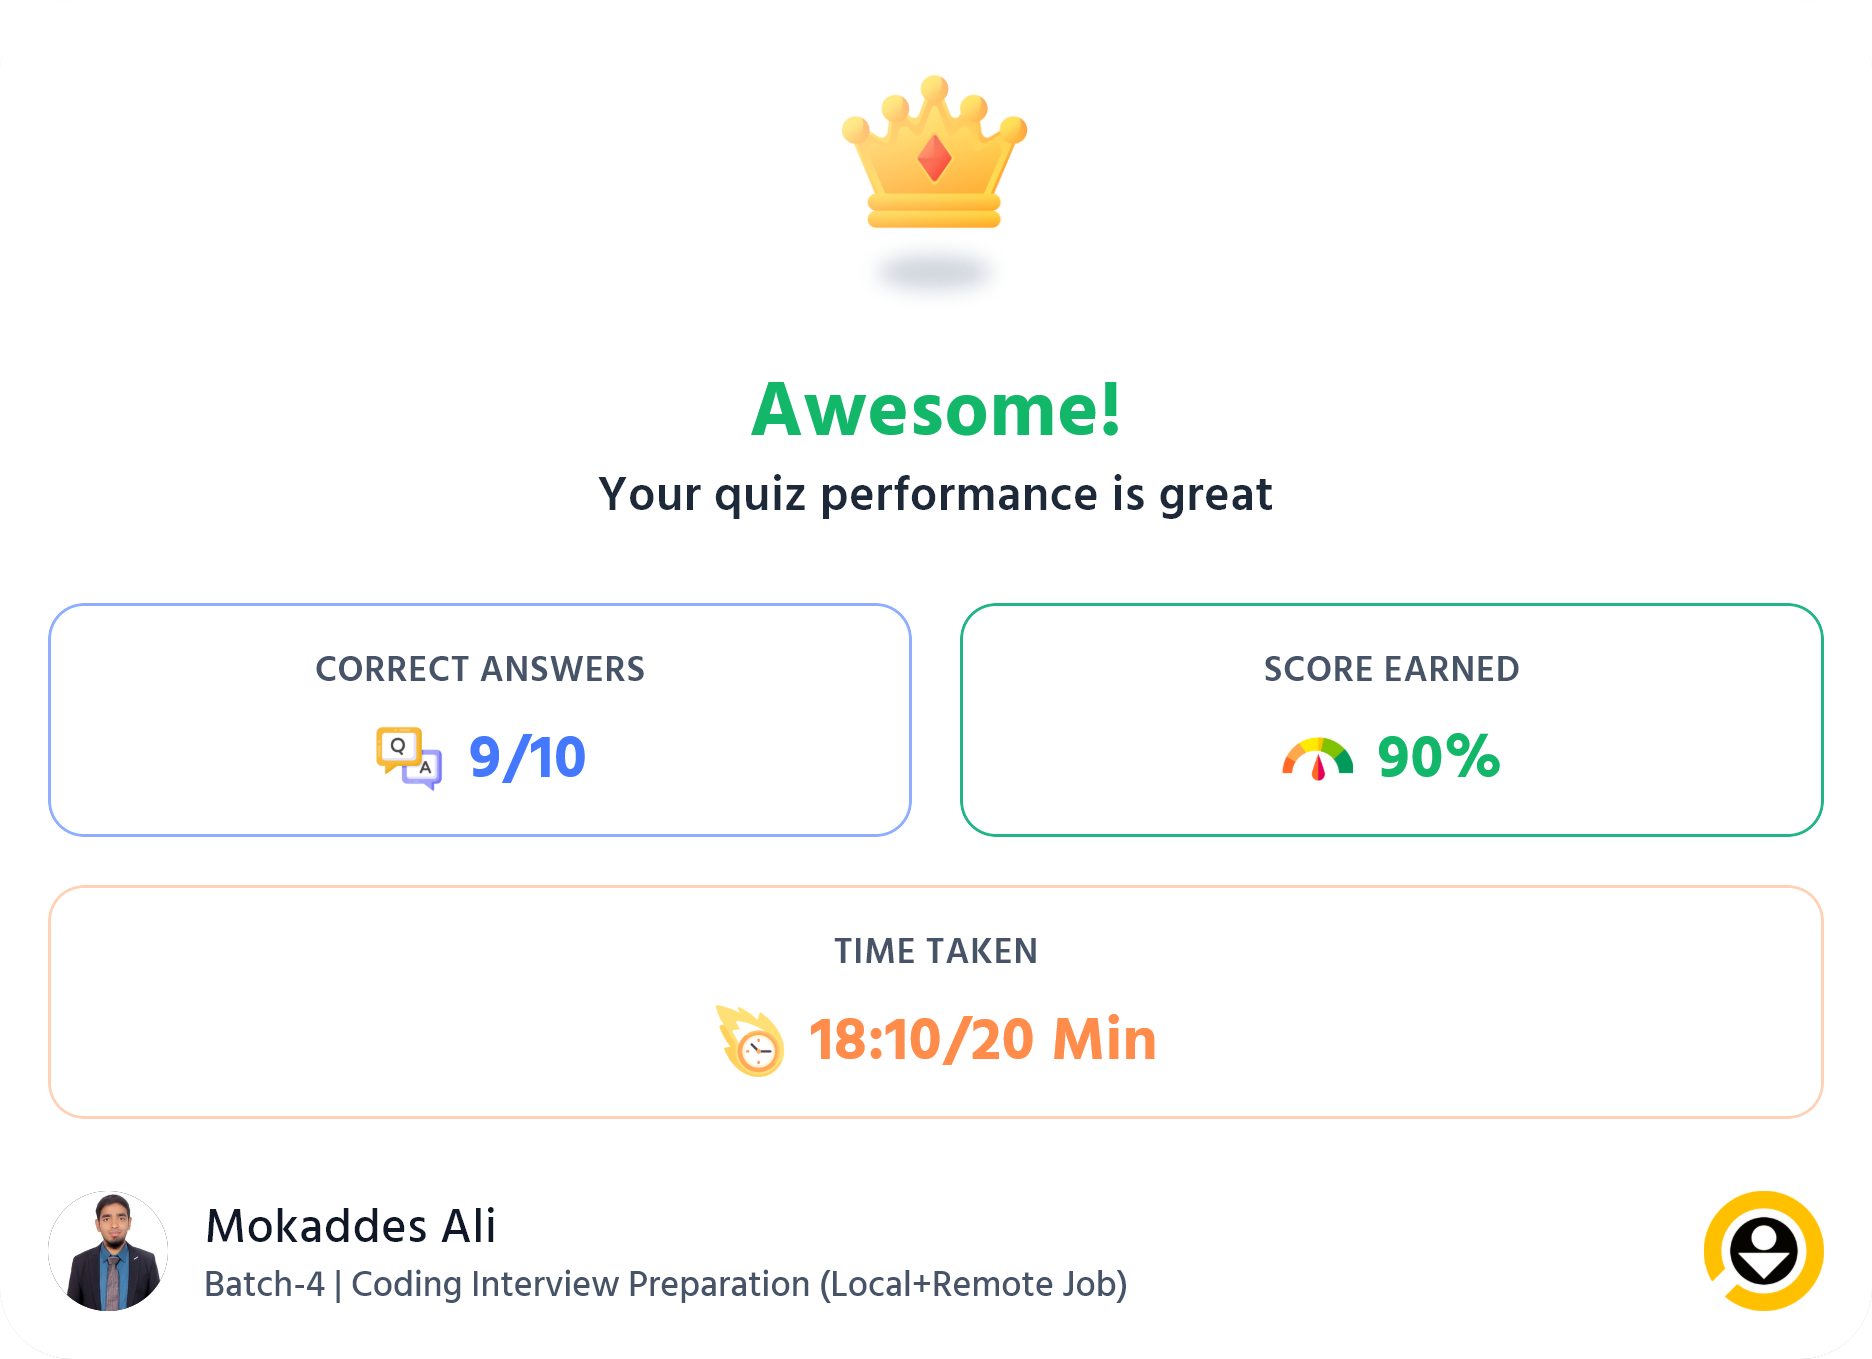 Awesome!
Your quiz performance is great
CORRECT ANSWERS
Q
A
9/10
SCORE EARNED
90%
TIME TAKEN
18:10/20 Min
Mokaddes Ali
Batch-4 | Coding Interview Preparation (Local+Remote Job)